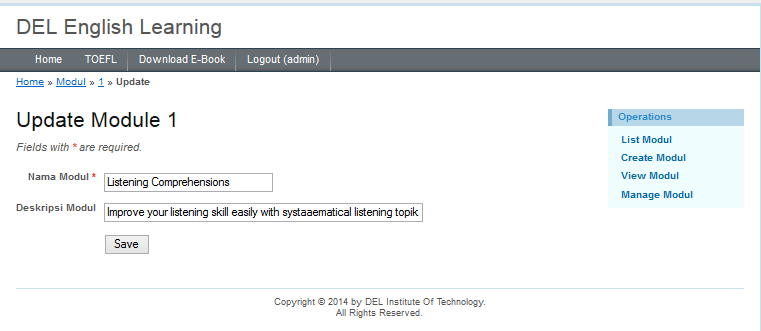 DEL English Learning
Home TOEFL Download E-Book Logout (admin)
Home » Modul » 1 » Update
Update Module 1
Fields with * are required.
Nama Modul * Listening Comprehensions
Deskripsi Modul Improve your listening skill easily with systaaematical listening topik
Save
Operations
List Modul
Create Modul
View Modul
Manage Modul
Copyright © 2014 by DEL Institute Of Technology.
All Rights Reserved.